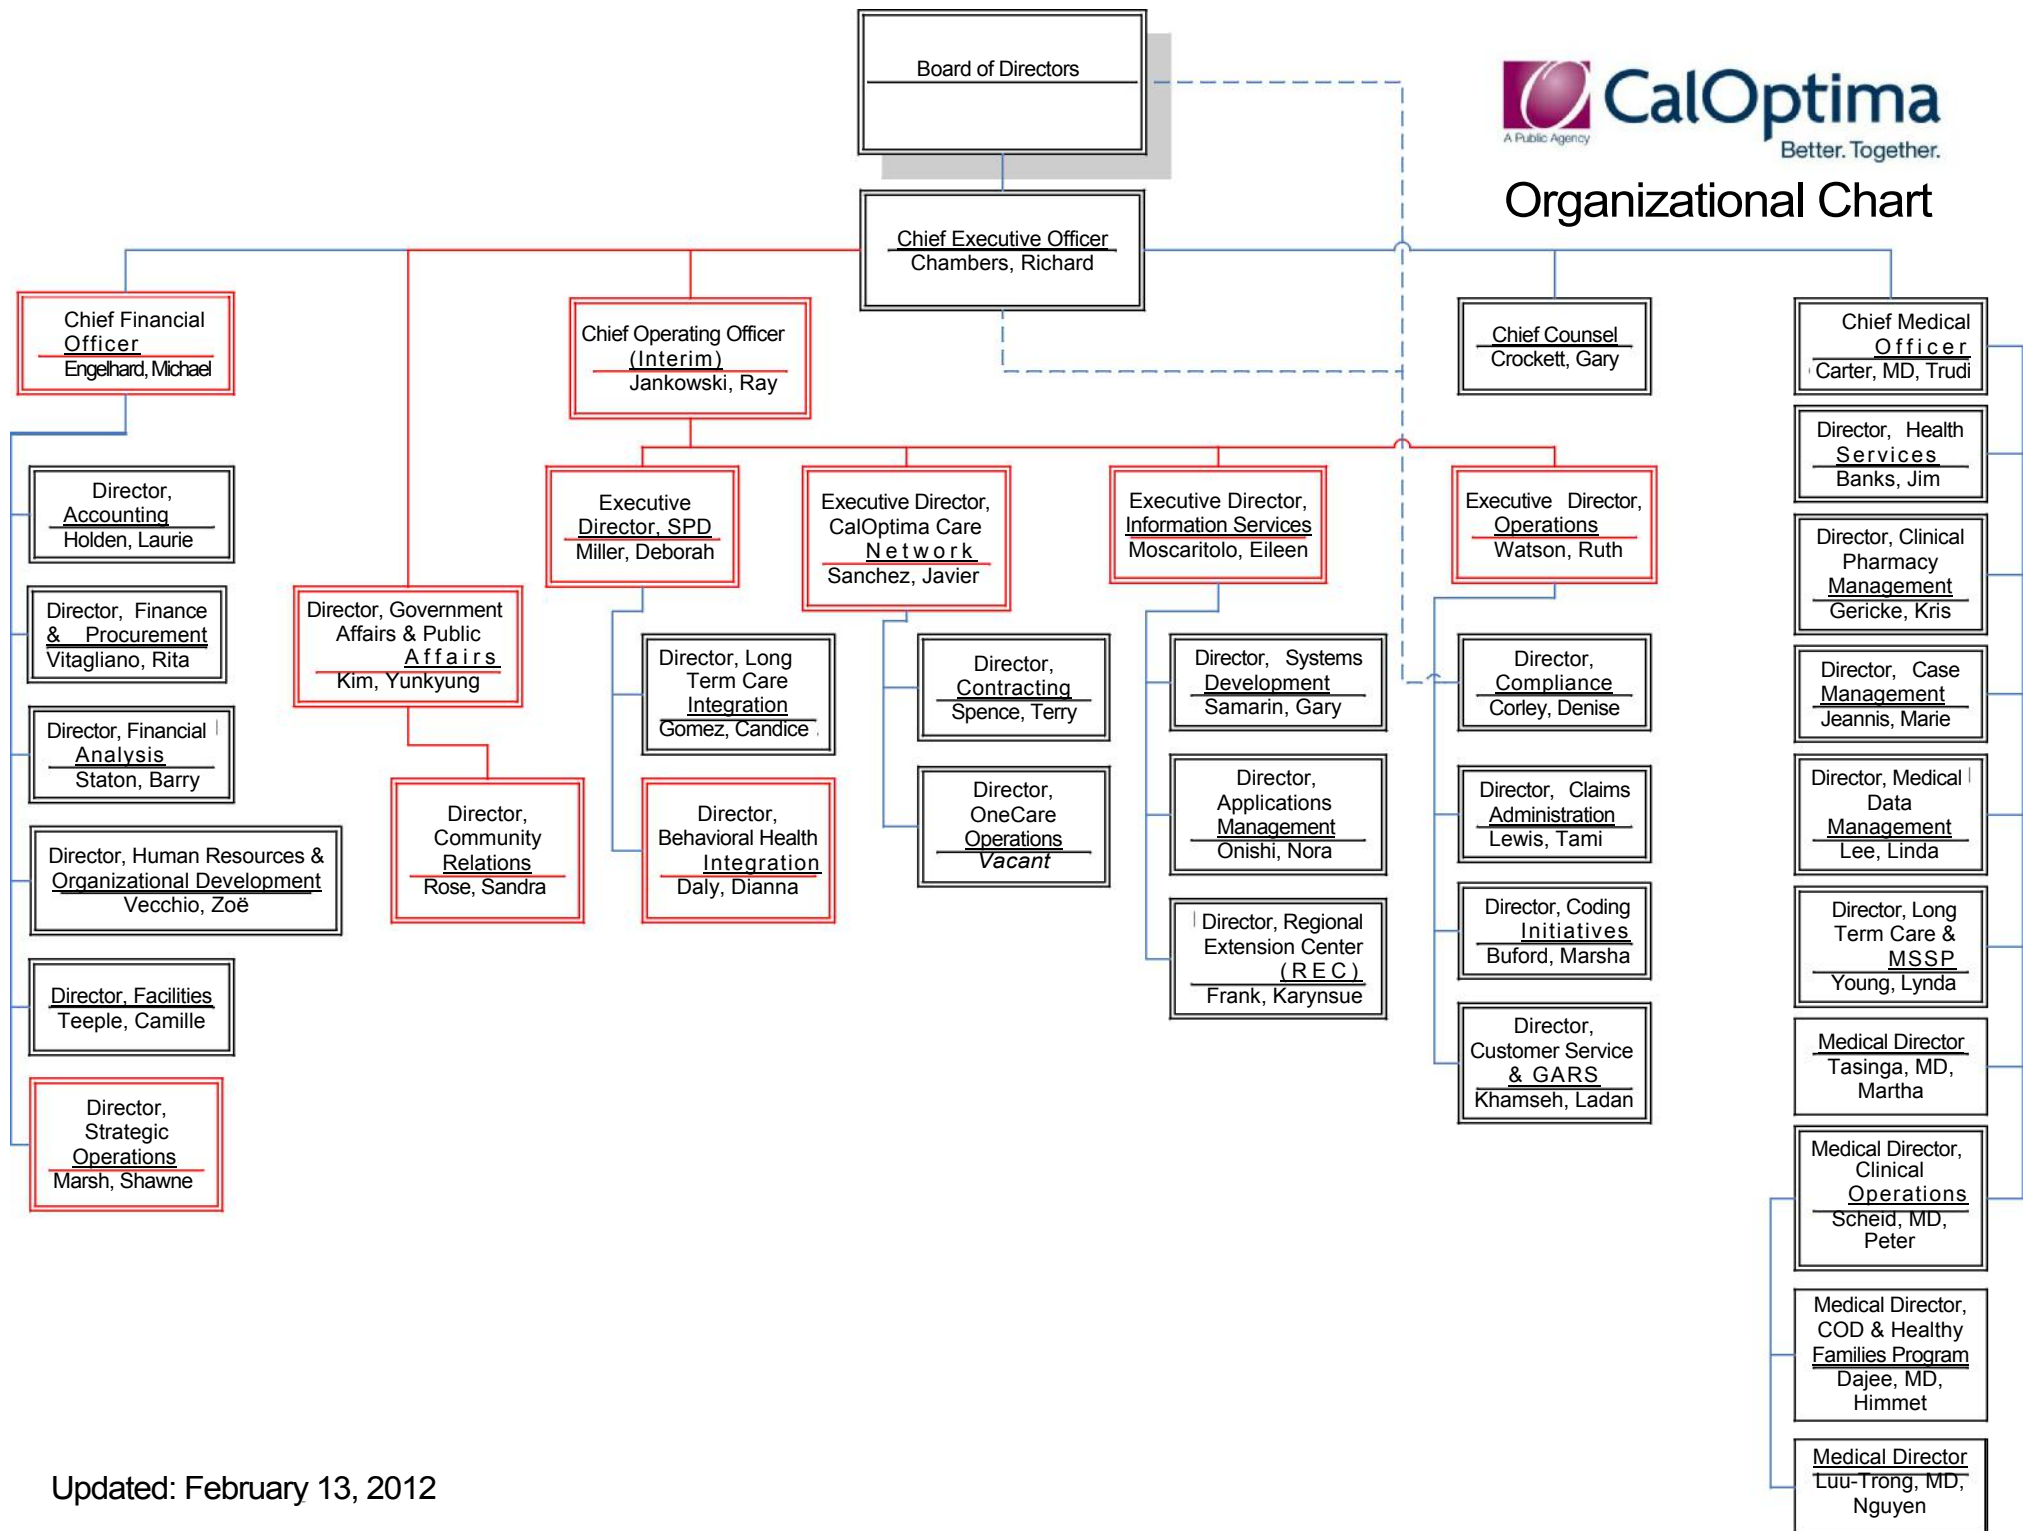 Board of Directors
CalOptima
A Public Agency
Better. Together.
Organizational Chart
Chief Executive Officer
Chambers, Richard
Chief Financial
Officer
Engelhard, Michael
Chief Operating Officer
(Interim)
Jankowski, Ray
Chief Counsel
Crockett, Gary
Chief Medical
Officer
Carter, MD, Trudi
Director, Accounting
Holden, Laurie
Director, Finance
& Procurement
Vitagliano, Rita
Director, Financial
Analysis
Staton, Barry
Director, Human Resources &
Organizational Development
Vecchio, Zoë
Director, Facilities
Teeple, Camille
Director,
Strategic
Operations
Marsh, Shawne
Director, Government
Affairs & Public
Affairs
Kim, Yunkyung
Director,
Community
Relations
Rose, Sandra
Executive
Director, SPD
Miller, Deborah
Director, Long
Term Care
Integration
Gomez, Candice
Director,
Behavioral Health
Integration
Daly, Dianna
Executive Director,
CalOptima Care
Network
Sanchez, Javier
Director,
Contracting
Spence, Terry
Director,
OneCare
Operations
Vacant
Executive Director,
Information Services
Moscaritolo, Eileen
Director, Systems
Development
Samarin, Gary
Director,
Applications
Management
Onishi, Nora
Director, Regional
Extension Center
(REC)
Frank, Karynsue
Executive Director,
Operations
Watson, Ruth
Director,
Compliance
Corley, Denise
Director, Claims
Administration
Lewis, Tami
Director, Coding
Initiatives
Buford, Marsha
Director,
Customer Service
& GARS
Khamseh, Ladan
Director, Health
Services
Banks, Jim
Director, Clinical
Pharmacy
Management
Gericke, Kris
Director, Case
Management
Jeannis, Marie
Director, Medical
Data
Management
Lee, Linda
Director, Long
Term Care &
MSSP
Young, Lynda
Medical Director
Tasinga, MD,
Martha
Medical Director,
Clinical
Operations
Scheid, MD,
Peter
Medical Director,
COD & Healthy
Families Program
Dajee, MD,
Himmet
Medical Director
Luu-Trong, MD,
Nguyen
Updated: February 13, 2012